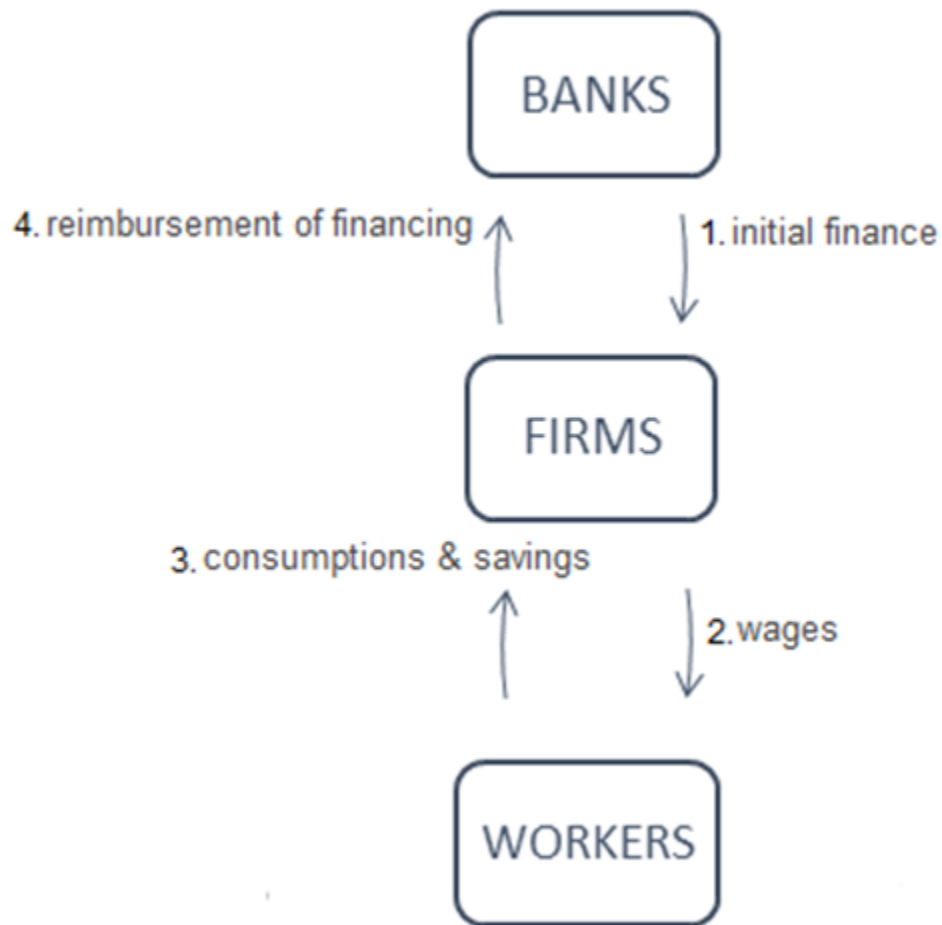 BANKS
4. reimbursement of financing
1. initial finance
FIRMS
3. consumptions & savings
2. wages
WORKERS